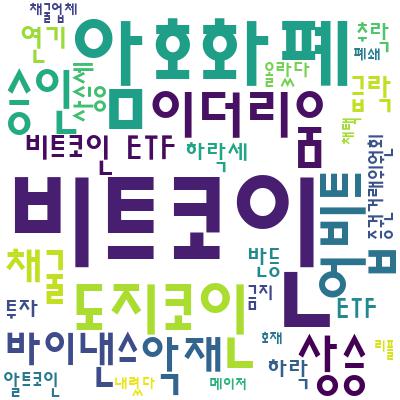 채굴업체
연기
암호화폐
추락
폐쇄
승인
상승세
올랐다
급락
이더리움
채택
비트코인 ETF
하락세
증권거래위원회
비트코인
업비트
채굴
반등
도지코인
금지
ETF
투자
바이낸스
악재
호재
상승
리플
알트코인
내렸다
메이저
하락